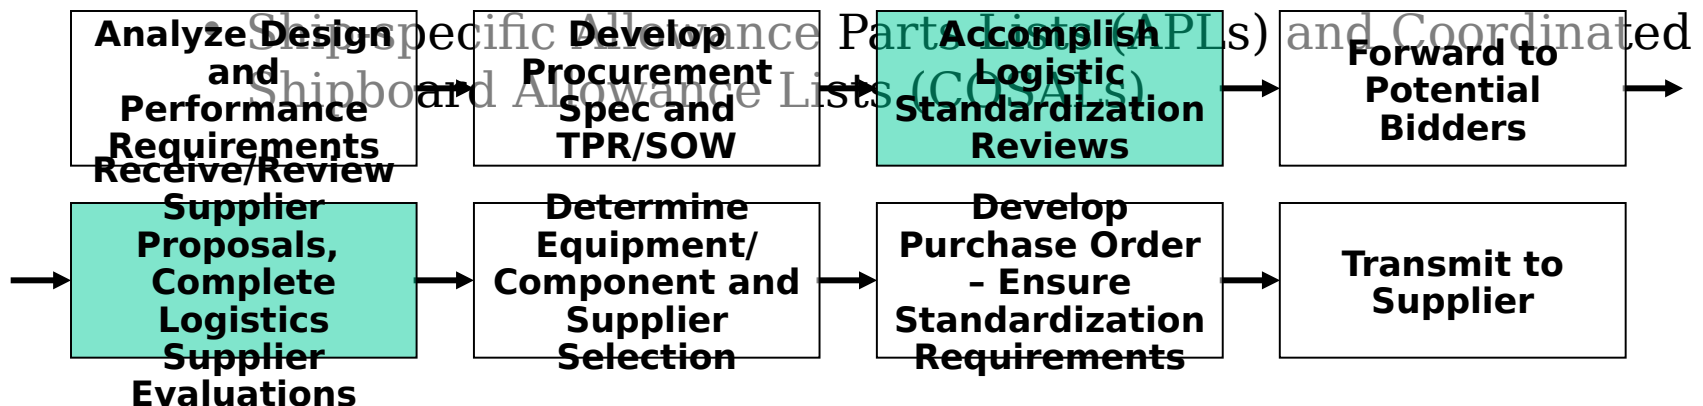 • Ship-specific Allowance Parts Lists (APLs) and Coordinated
Shipboard Allowance Lists (COSALs)
Analyze Design
and
Performance
Requirements
Develop
Procurement
Spec and
TPR/SOW
Accomplish
Logistic
Standardization
Reviews
Forward to
Potential
Bidders
Receive/Review
Supplier
Proposals,
Complete
Logistics
Supplier
Evaluations
Determine
Equipment/
Component and
Supplier
Selection
Develop
Purchase Order
– Ensure
Standardization
Requirements
Transmit to
Supplier